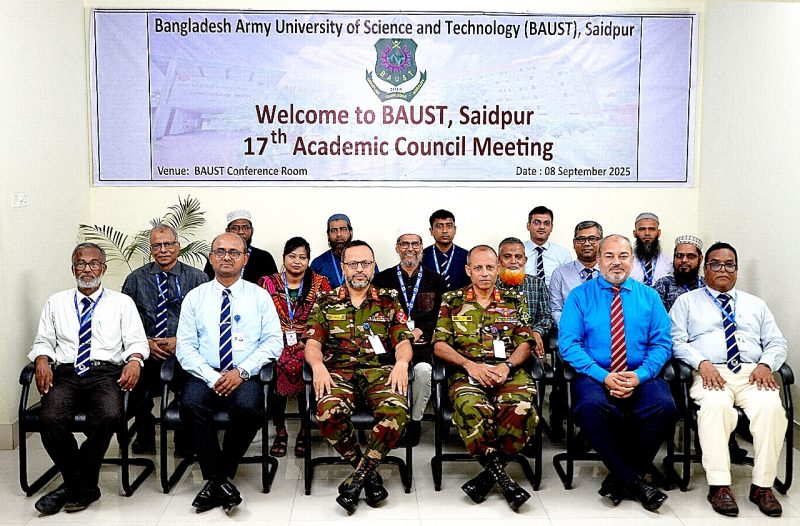 Bangladesh Army University of Science and Technology (BAUST), Saidpur
BAUST
Welcome to BAUST, Saidpur
17th Academic Council Meeting
Venue: BAUST Conference Room
Date : 08 September 2025